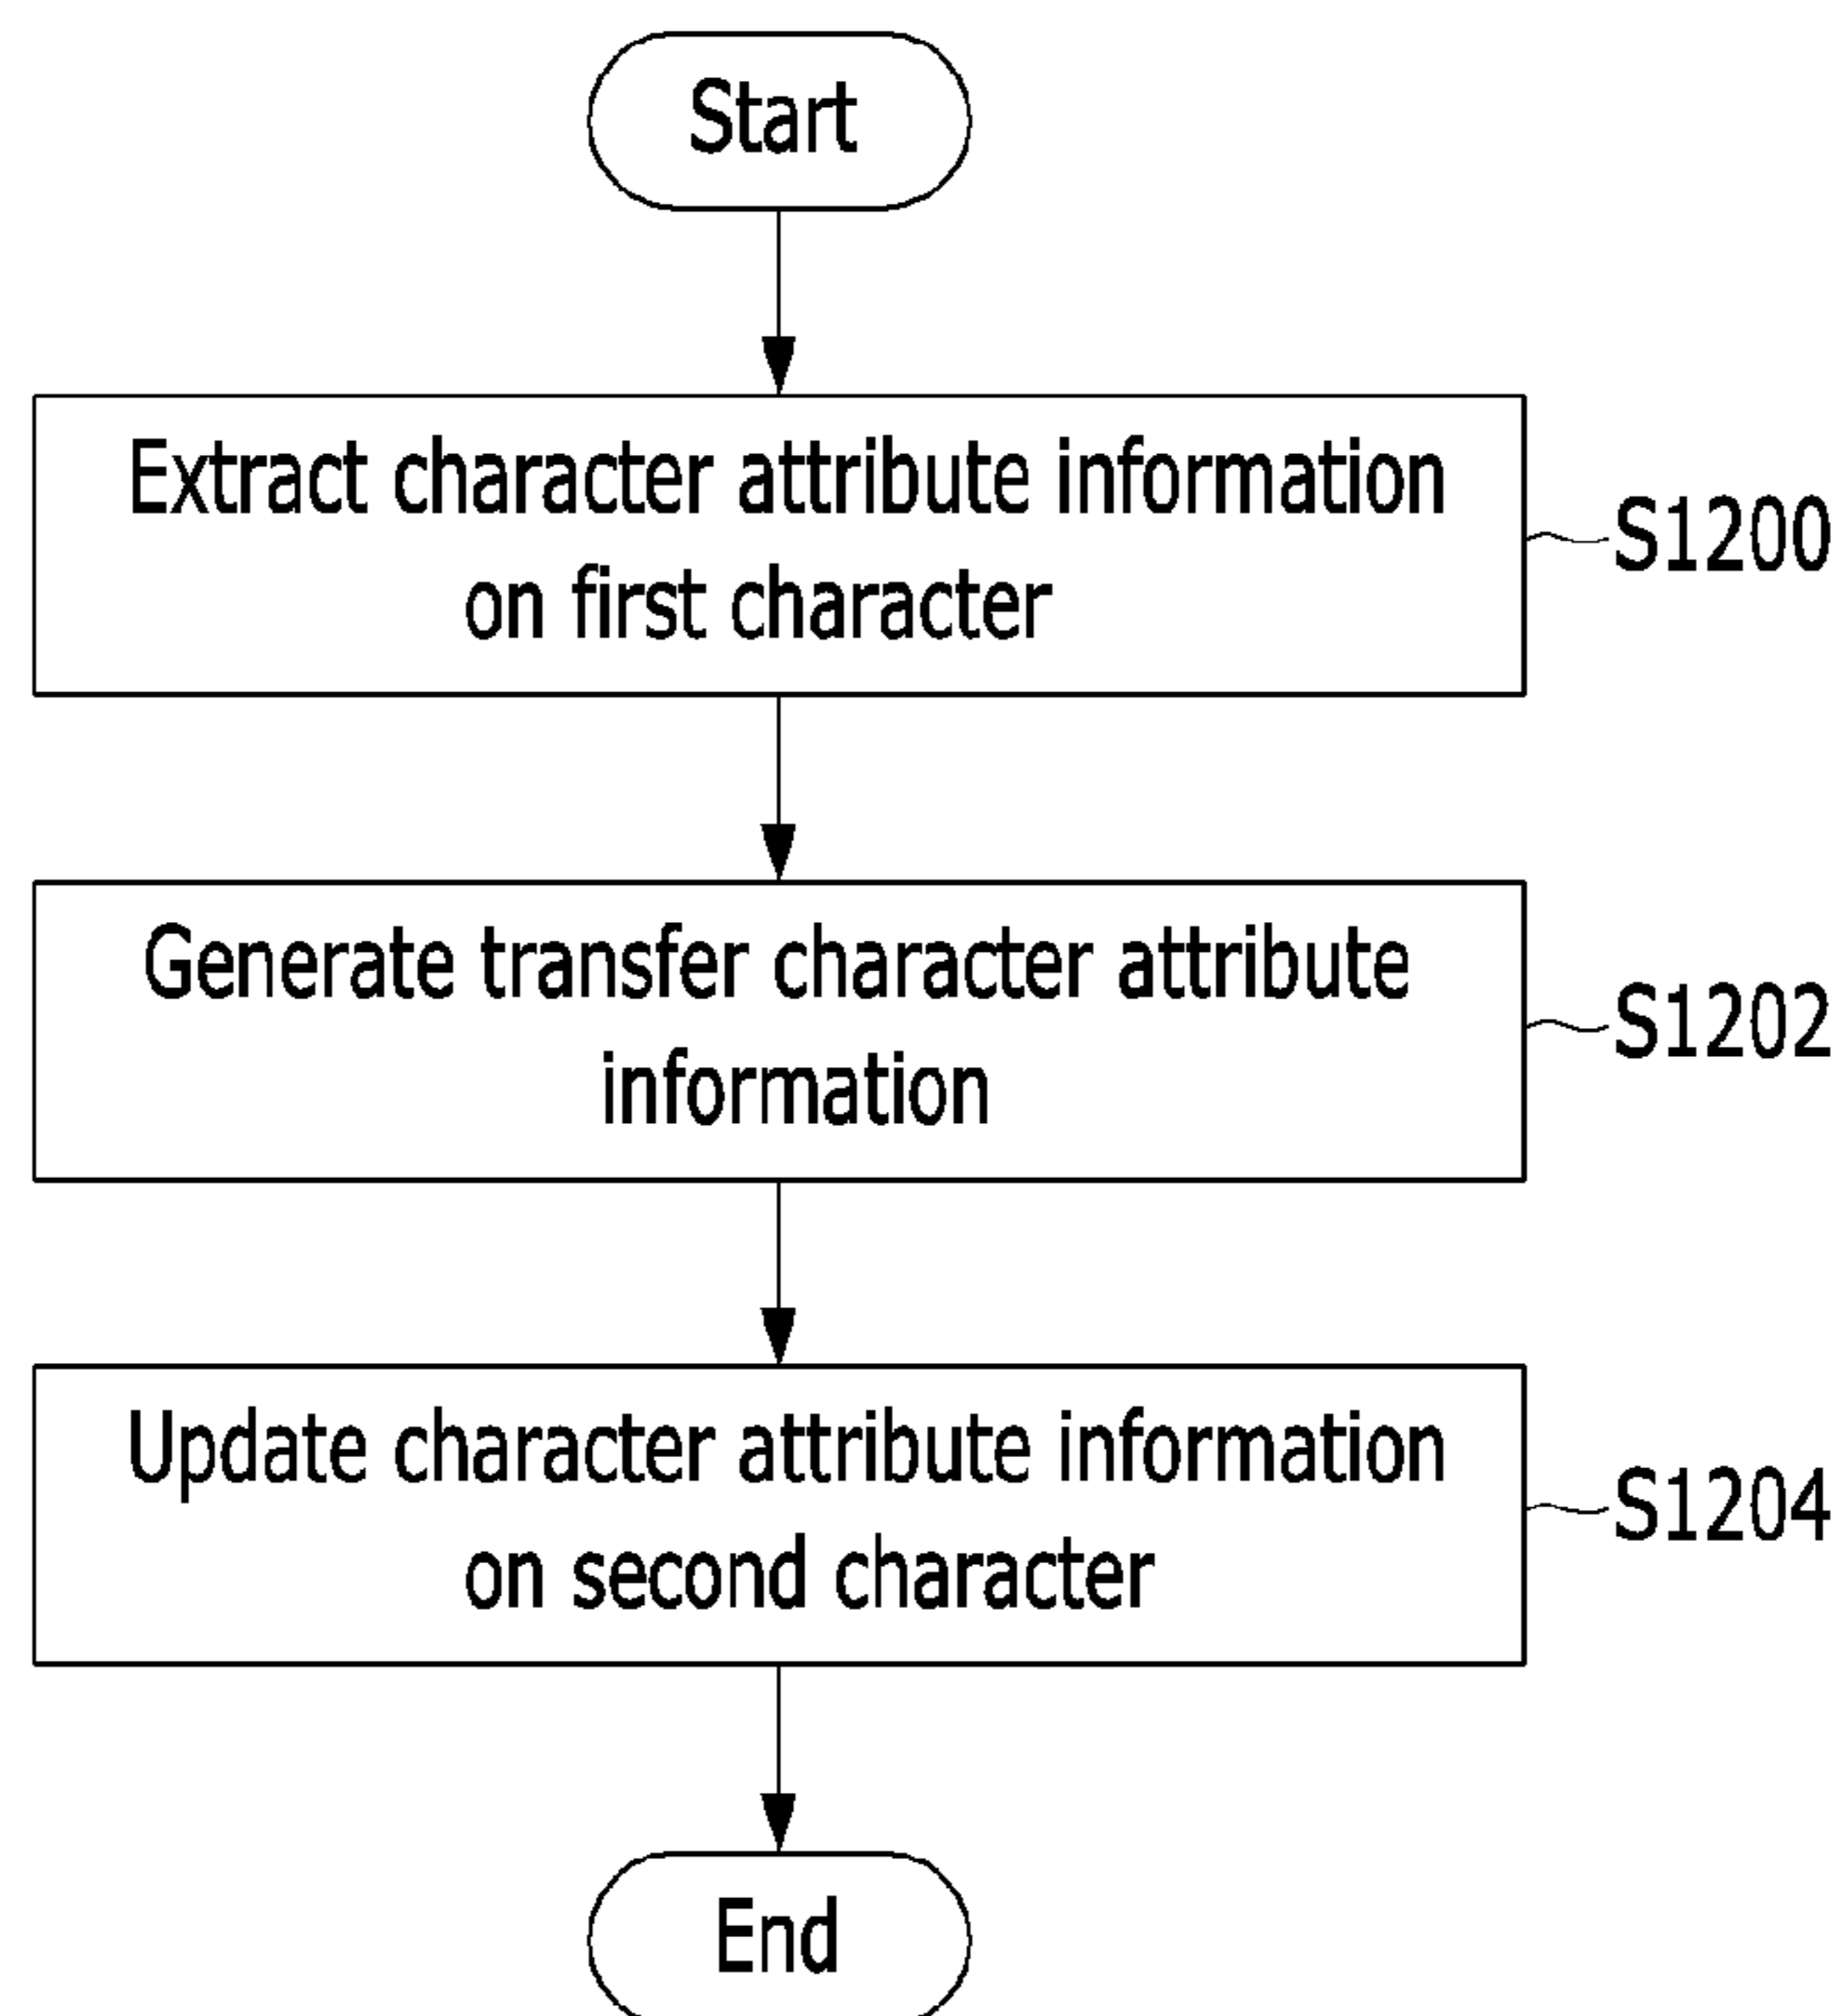 Start
Extract character attribute information
on first character
S1200
Generate transfer character attribute
information
S1202
Update character attribute information
on second character
S1204
End